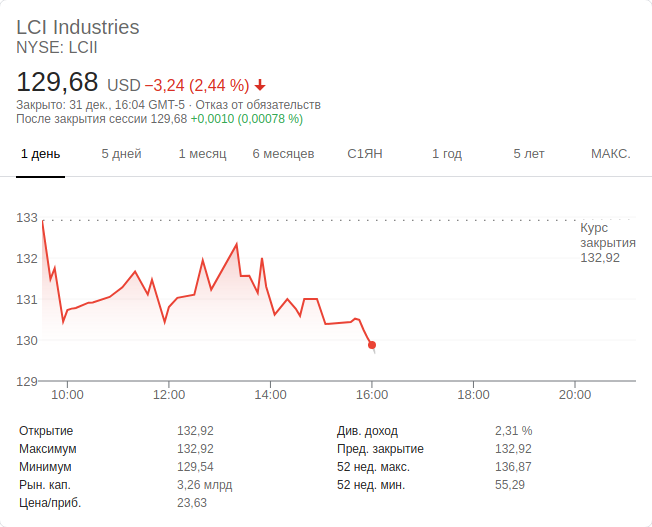 LCI Industries
NYSE: LCII
129,68 USD −3,24 (2,44 %)
Закрыто: 31 дек., 16:04 GMT-5 · Отказ от обязательств
После закрытия сессии 129,68 +0,0010 (0,00078 %)
1 день 5 дней 1 месяц 6 месяцев С1ЯН 1 год 5 лет МАКС.
133
132
131
130
129
Курс
закрытия
132,92
10:00 12:00 14:00 16:00 18:00 20:00
Открытие 132,92 Див. доход 2,31 %
Максимум 132,92 Пред. закрытие 132,92
Минимум 129,54 52 нед. макс. 136,87
Рын. кап. 3,26 млрд 52 нед. мин. 55,29
Цена/приб. 23,63